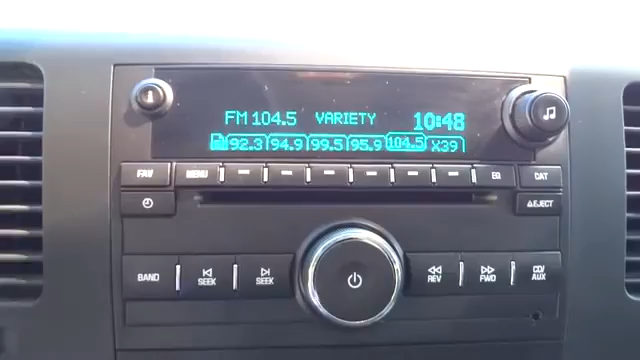 FM 104.5 VARIETY 10:48
92.3 94.9 99.5 95.9 104.5 X39
FAV MENU EQ CAT
EJECT
BAND SEEK SEEK REV FWD CD/AUX